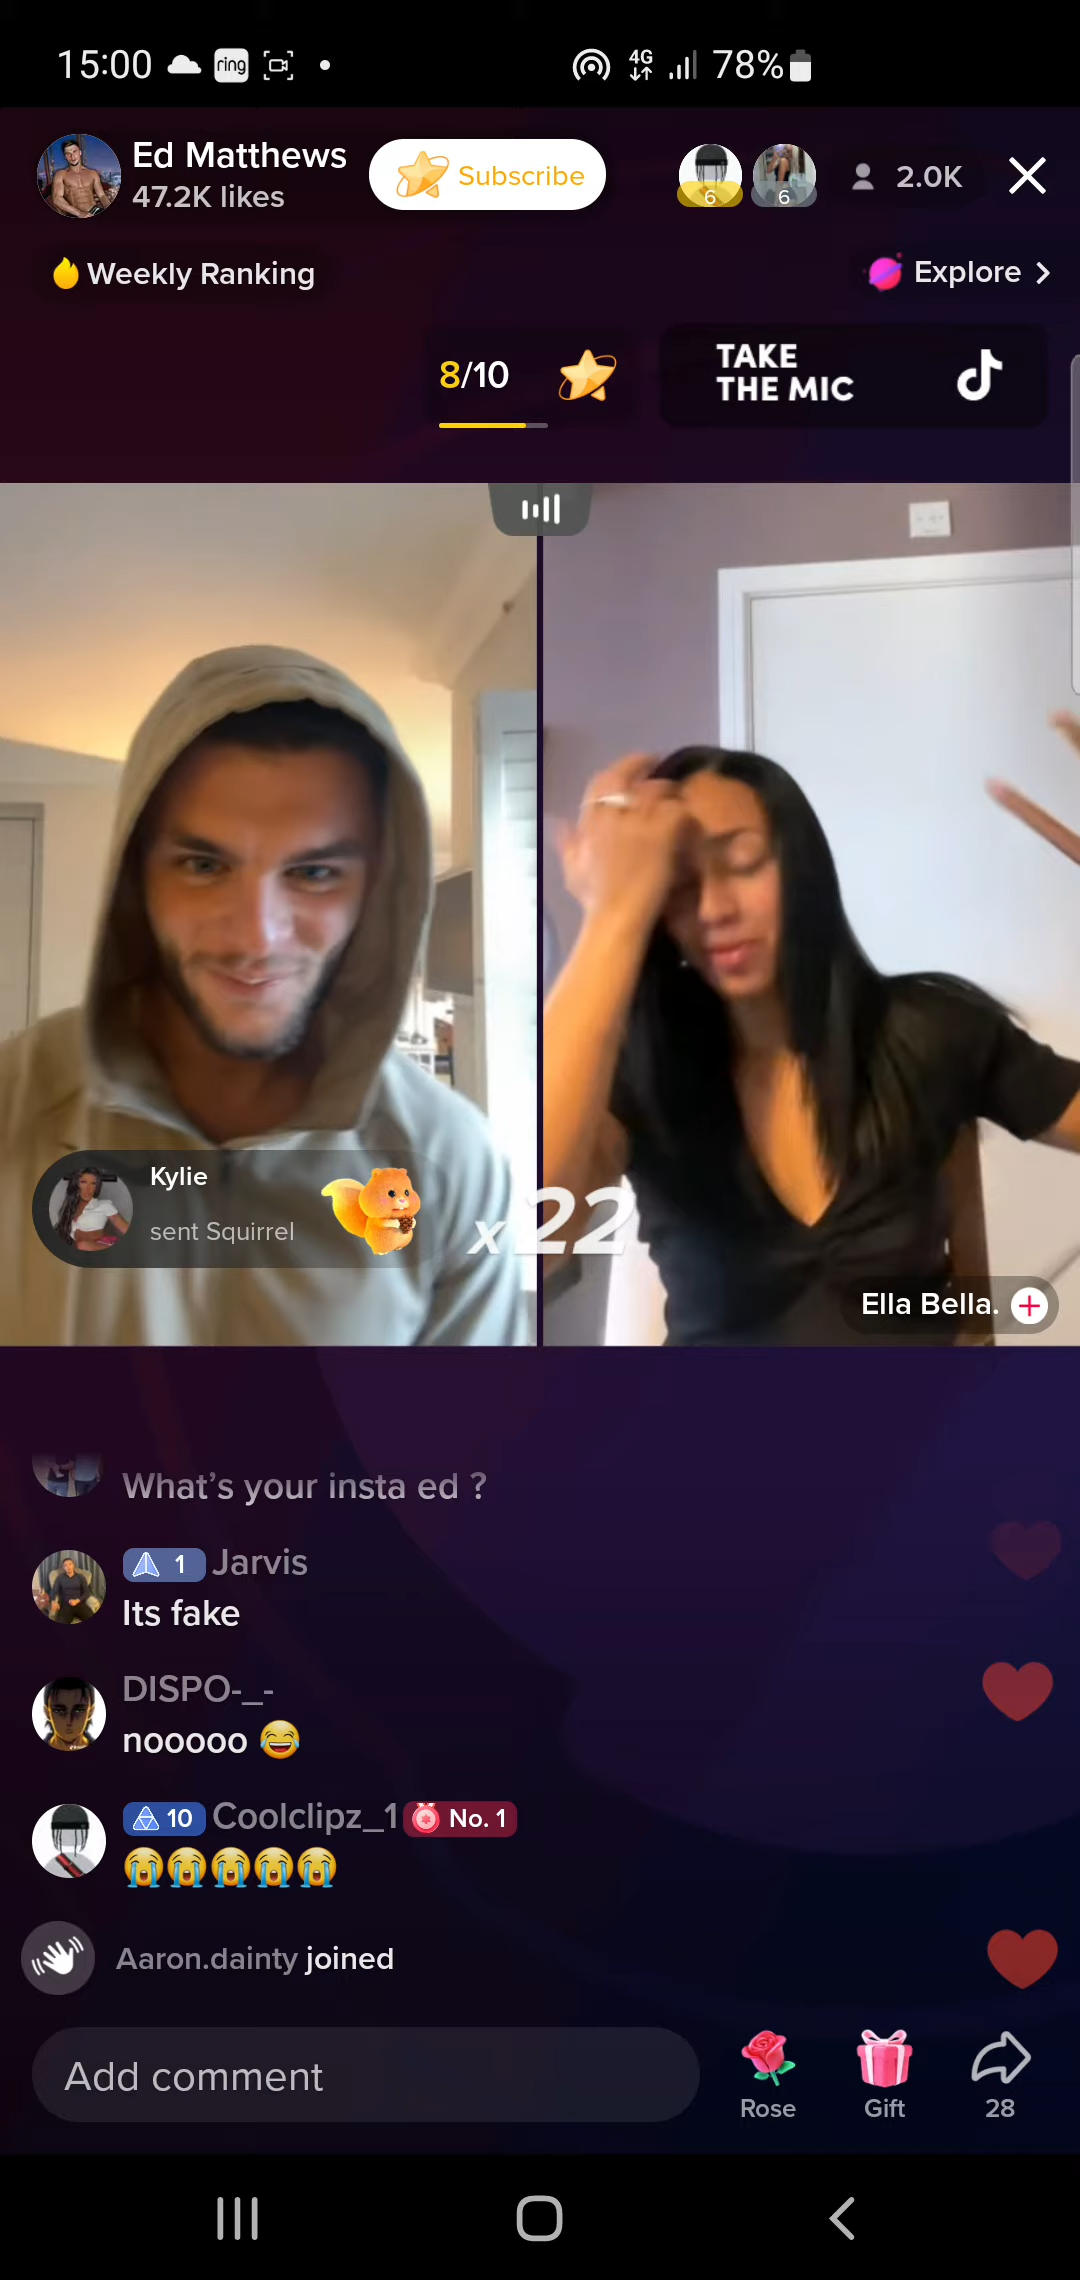 15:00 ring 4G 78%
Ed Matthews
47.2K likes
Subscribe
6 6
2.0K
Weekly Ranking
Explore
8/10
TAKE
THE MIC
Kylie
sent Squirrel
x22
Ella Bella.
What's your insta ed ?
1 Jarvis
Its fake
DISPO-_-
nooooo 😂
10 Coolclipz_1 No. 1
😭😭😭😭😭
Aaron.dainty joined
Add comment
Rose
Gift
28